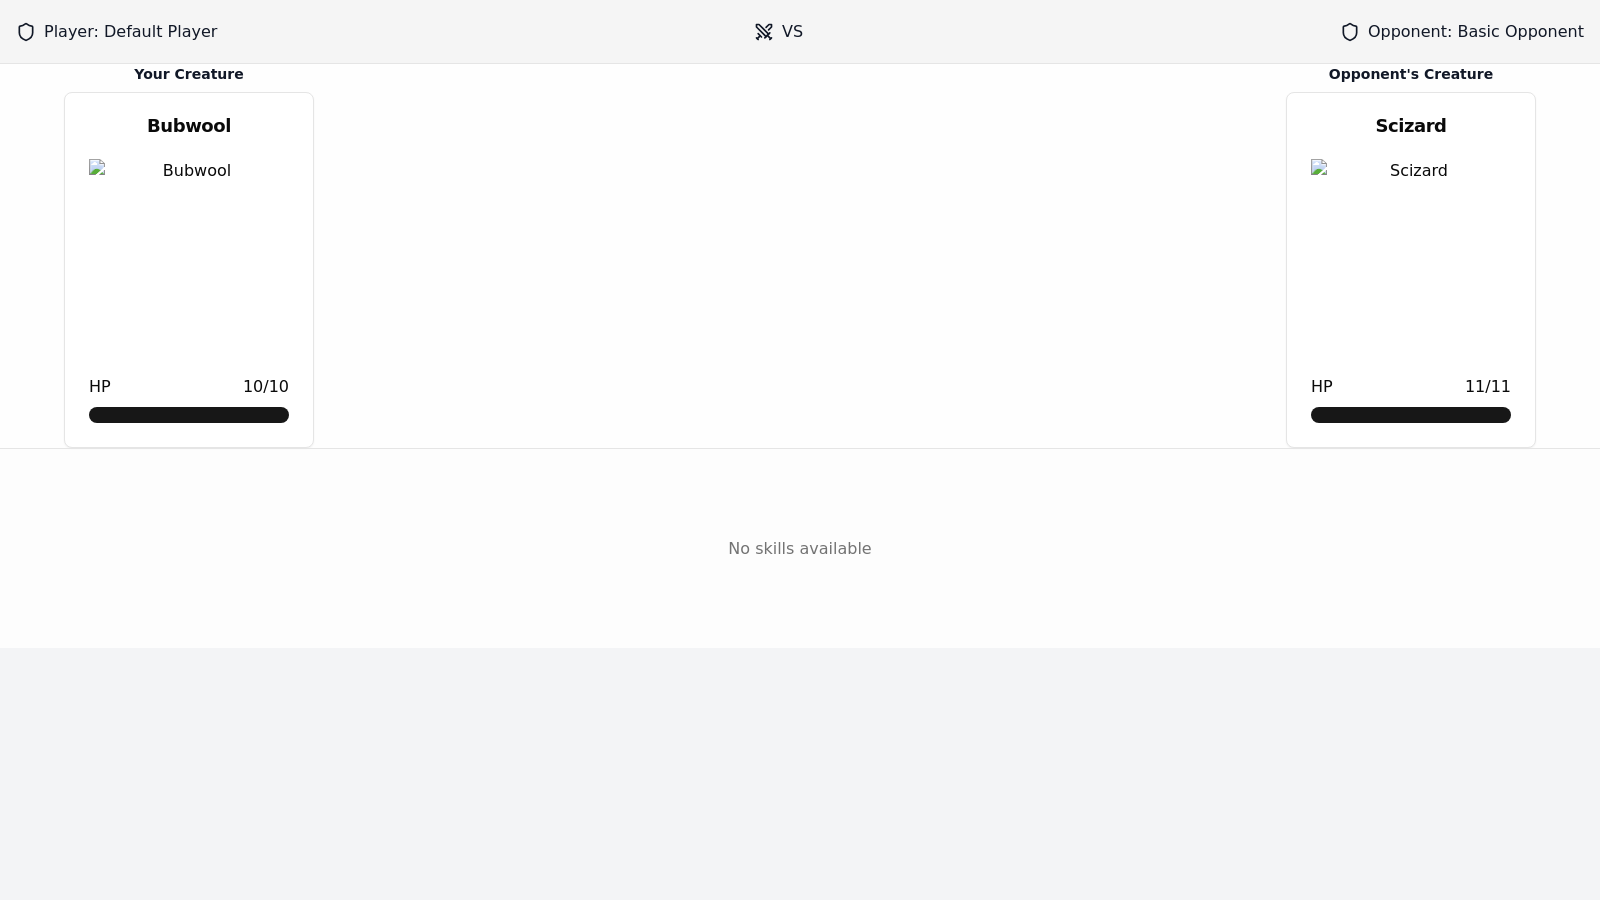 Player: Default Player
VS
Opponent: Basic Opponent
Your Creature
Bubwool
Bubwool
HP 10/10
Opponent's Creature
Scizard
Scizard
HP 11/11
No skills available